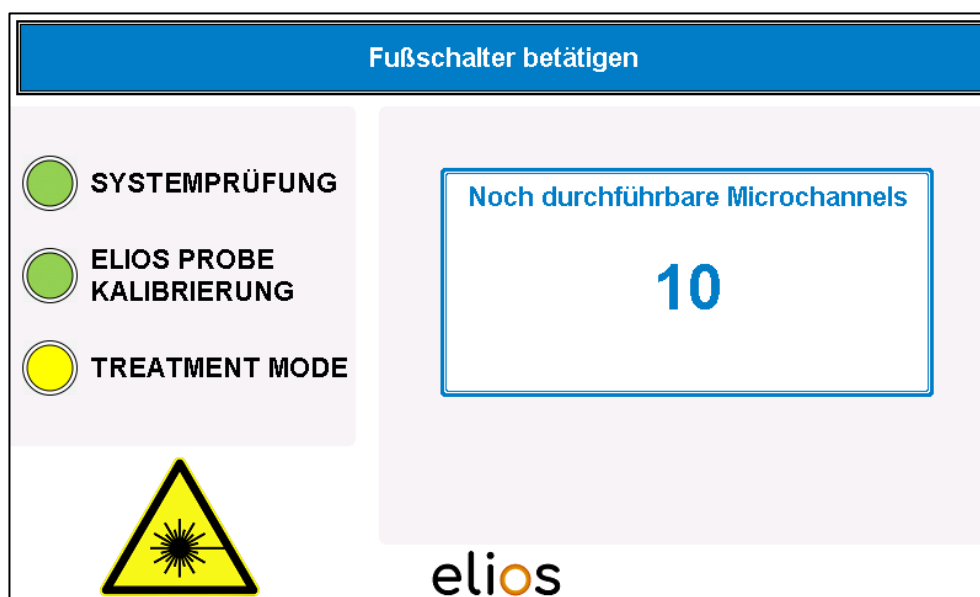 Fußschalter betätigen
SYSTEMPRÜFUNG
ELIOS PROBE
KALIBRIERUNG
TREATMENT MODE
Noch durchführbare Microchannels
10
elios